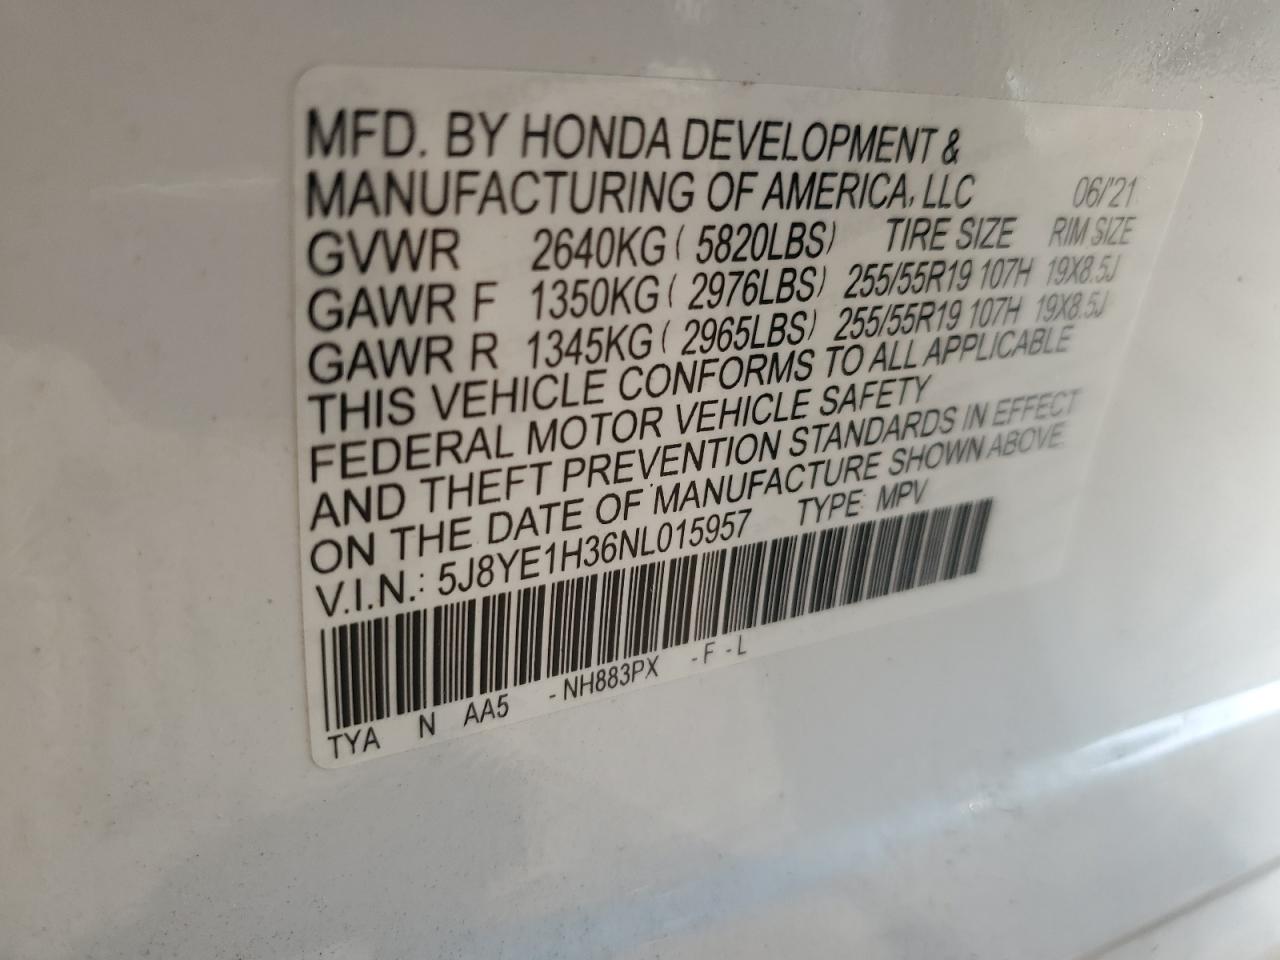 MFD. BY HONDA DEVELOPMENT &
MANUFACTURING OF AMERICA, LLC 06/'21
GVWR 2640KG ( 5820LBS) TIRE SIZE RIM SIZE
GAWR F 1350KG ( 2976LBS) 255/55R19 107H 19X8.5J
GAWR R 1345KG ( 2965LBS) 255/55R19 107H 19X8.5J
THIS VEHICLE CONFORMS TO ALL APPLICABLE
FEDERAL MOTOR VEHICLE SAFETY
AND THEFT PREVENTION STANDARDS IN EFFECT
ON THE DATE OF MANUFACTURE SHOWN ABOVE
V.I.N.: 5J8YE1H36NL015957 TYPE: MPV
TYA N AA5 -NH883PX -F -L